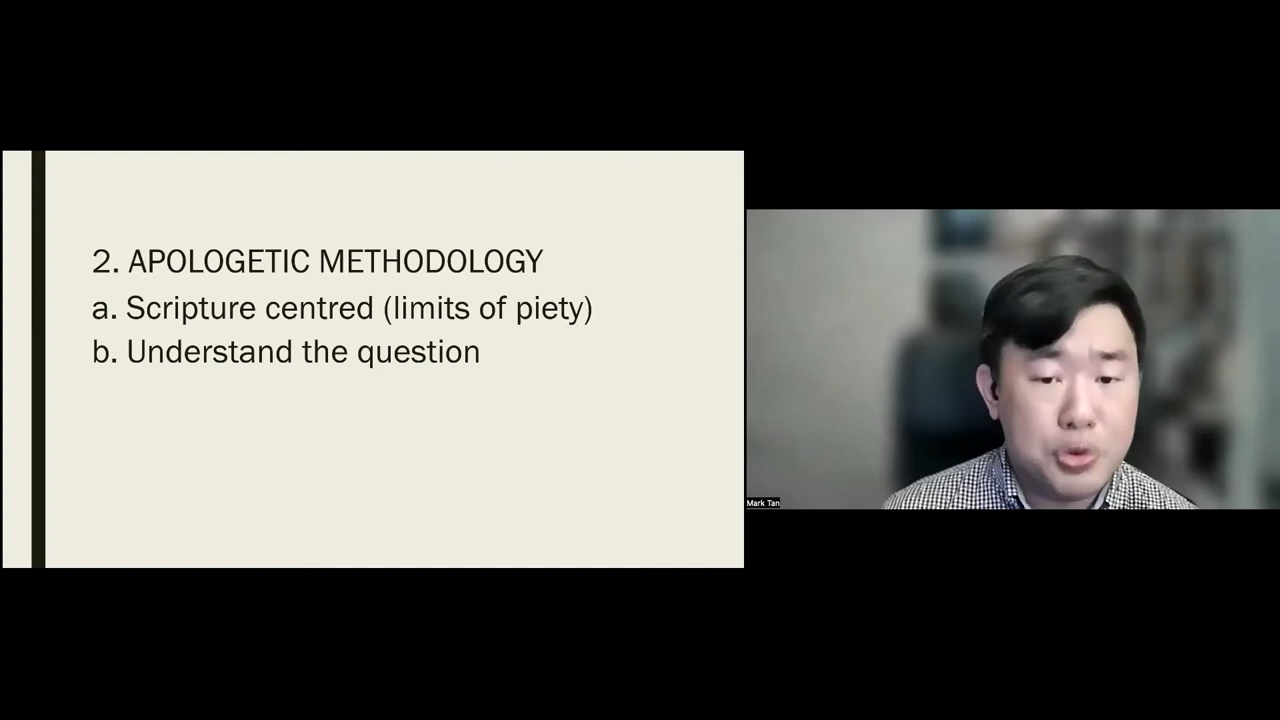 2. APOLOGETIC METHODOLOGY
a. Scripture centred (limits of piety)
b. Understand the question
Mark Tan